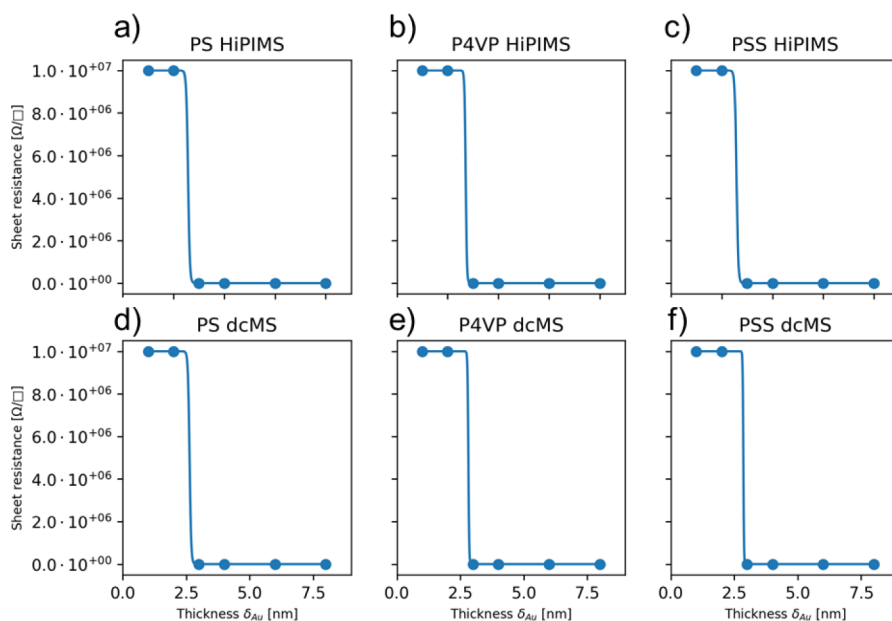 a) b) c)
PS HiPIMS P4VP HiPIMS PSS HiPIMS
Sheet resistance [Ω/□]
1.0 · 10⁺⁰⁷
8.0 · 10⁺⁰⁶
6.0 · 10⁺⁰⁶
4.0 · 10⁺⁰⁶
2.0 · 10⁺⁰⁶
0.0 · 10⁺⁰⁰
d) e) f)
PS dcMS P4VP dcMS PSS dcMS
Sheet resistance [Ω/□]
1.0 · 10⁺⁰⁷
8.0 · 10⁺⁰⁶
6.0 · 10⁺⁰⁶
4.0 · 10⁺⁰⁶
2.0 · 10⁺⁰⁶
0.0 · 10⁺⁰⁰
0.0 2.5 5.0 7.5 0.0 2.5 5.0 7.5 0.0 2.5 5.0 7.5
Thickness δAu [nm] Thickness δAu [nm] Thickness δAu [nm]